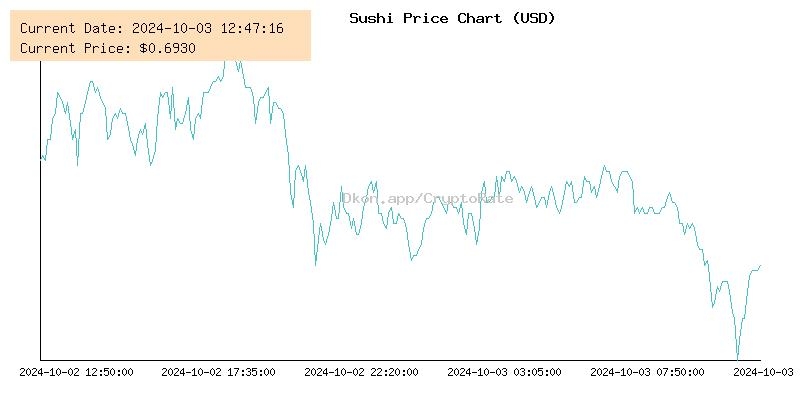 Sushi Price Chart (USD)
Current Date: 2024-10-03 12:47:16
Current Price: $0.6930
Dkon.app/CryptoRate
2024-10-02 12:50:00 2024-10-02 17:35:00 2024-10-02 22:20:00 2024-10-03 03:05:00 2024-10-03 07:50:00 2024-10-03